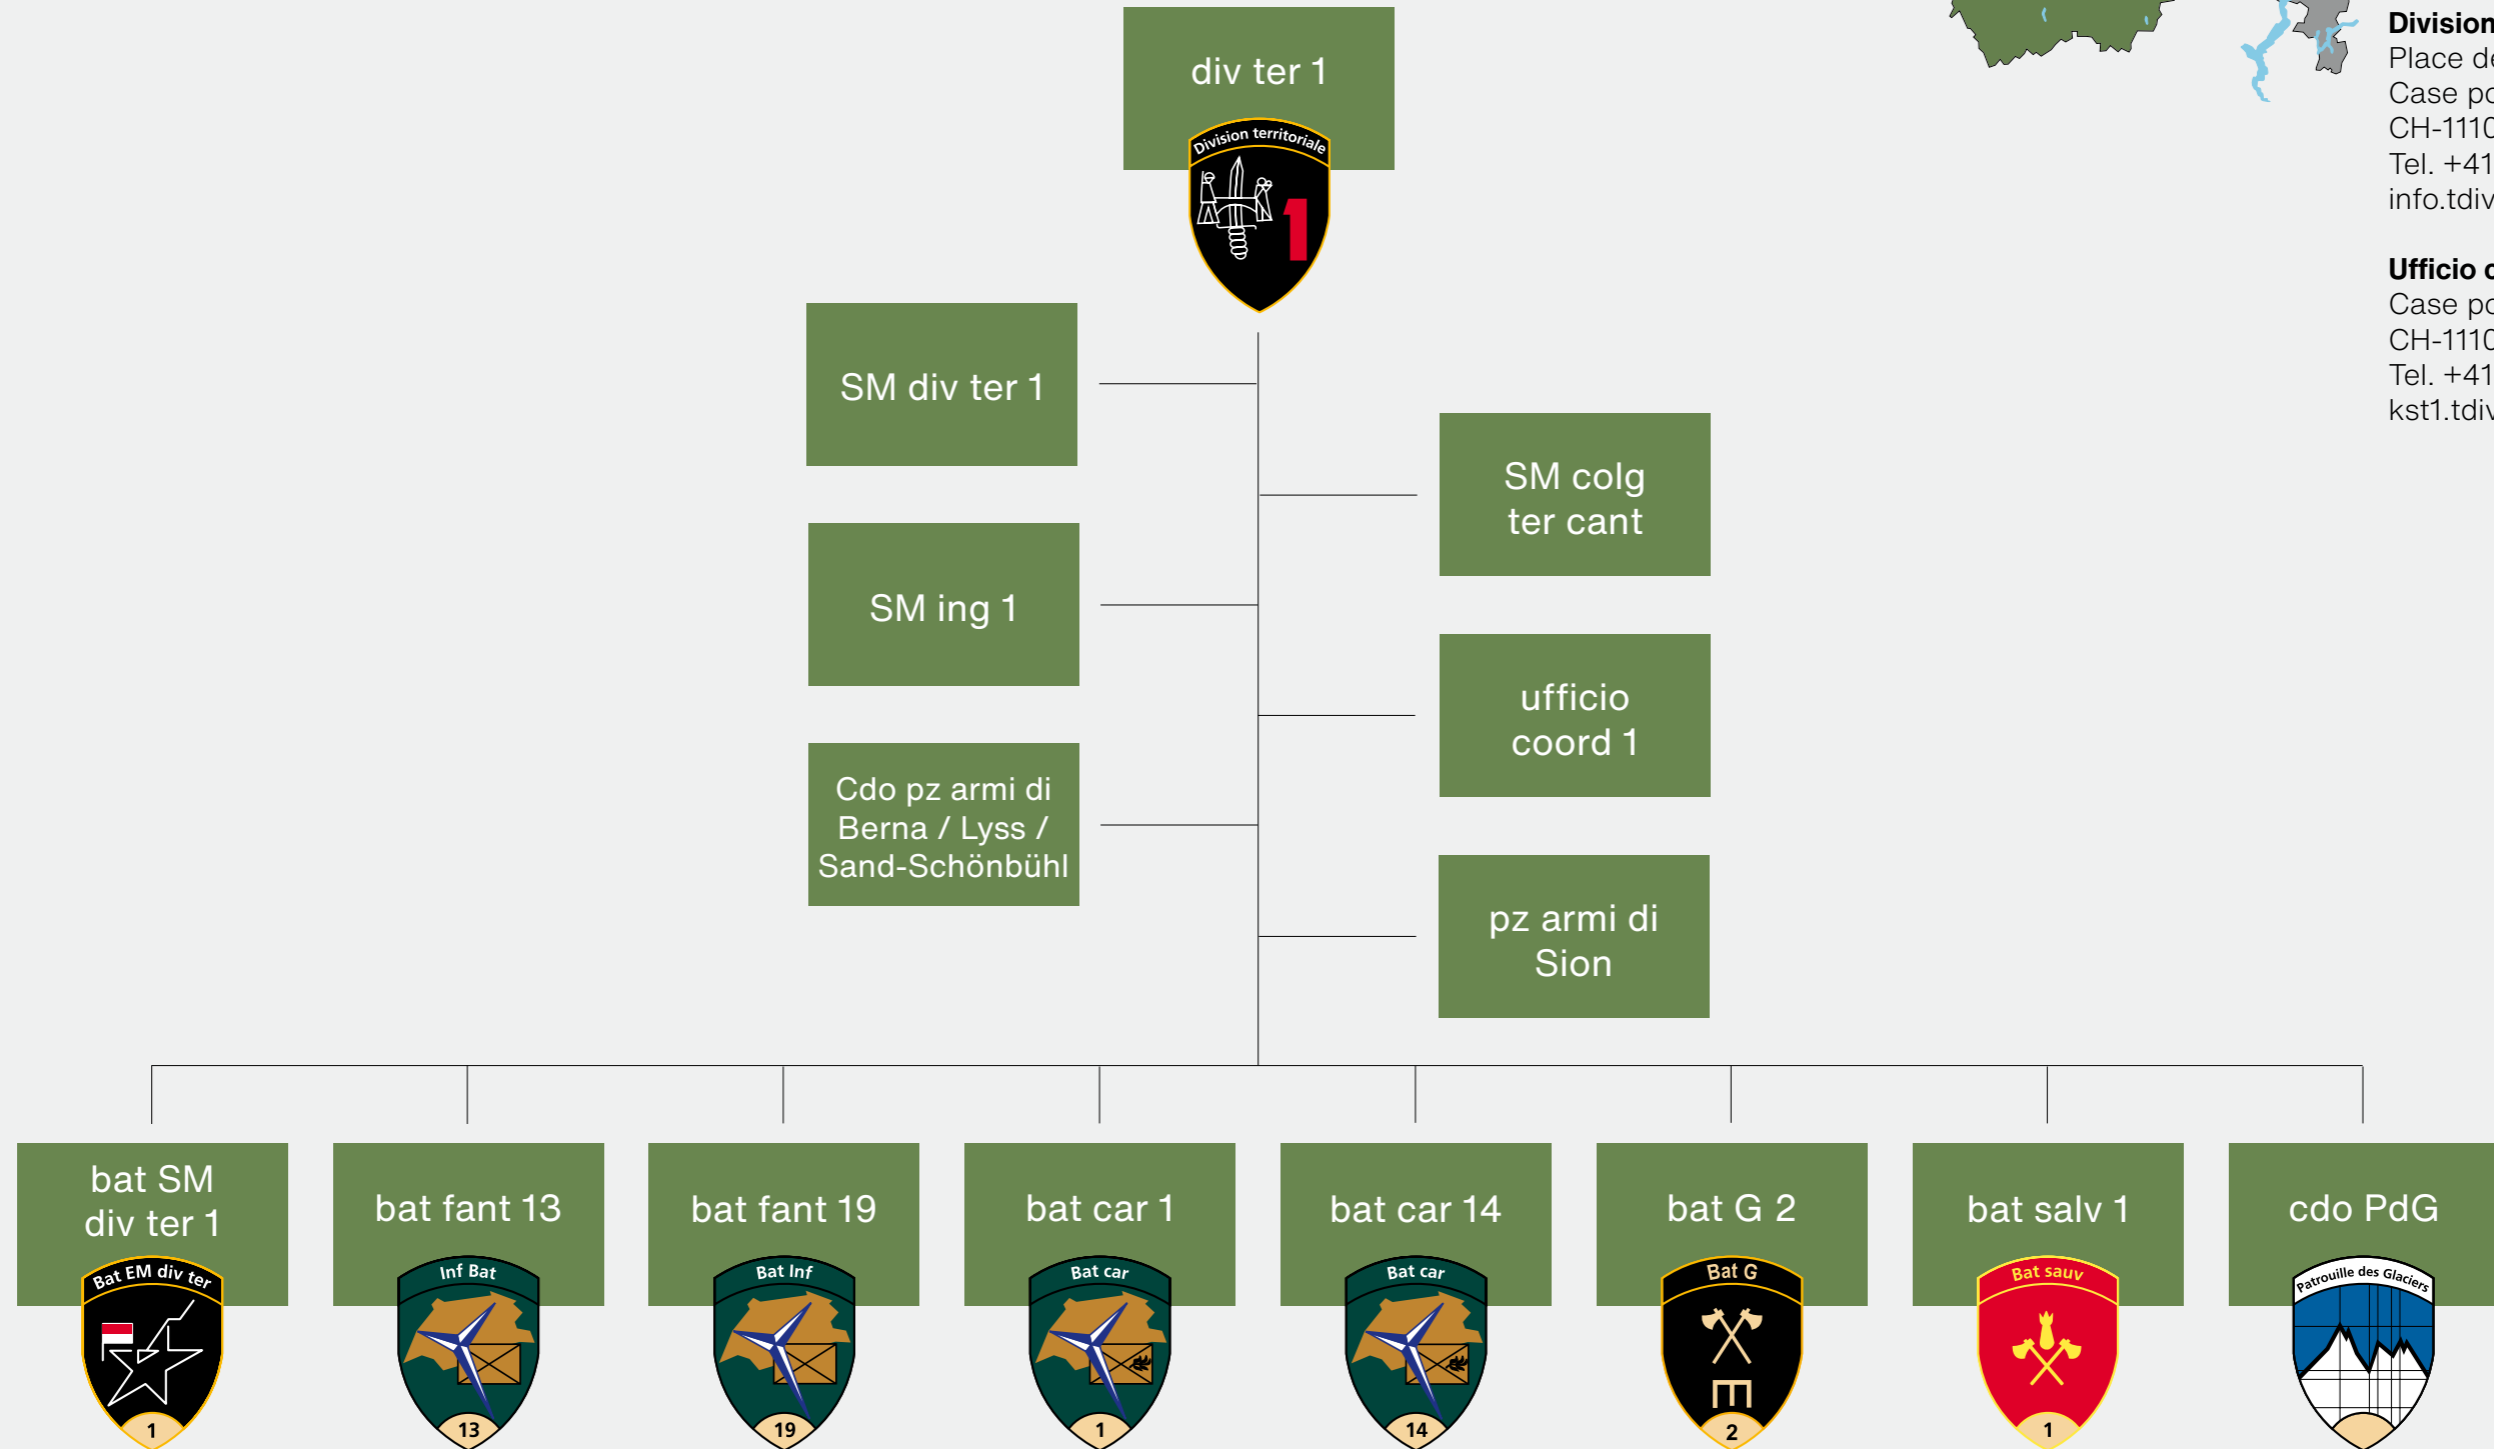 div ter 1
Division territoriale
1
SM div ter 1
SM colg
ter cant
SM ing 1
ufficio
coord 1
Cdo pz armi di
Berna / Lyss /
Sand-Schönbühl
pz armi di
Sion
bat SM
div ter 1
Bat EM div ter
1
bat fant 13
Inf Bat
13
bat fant 19
Bat Inf
19
bat car 1
Bat car
1
bat car 14
Bat car
14
bat G 2
Bat G
2
bat salv 1
Bat sauv
1
cdo PdG
Patrouille des Glaciers
Division
Place
Case
CH-1110
Tel. +41
info.tdiv
Ufficio
Case
CH-1110
Tel. +41
kst1.tdiv